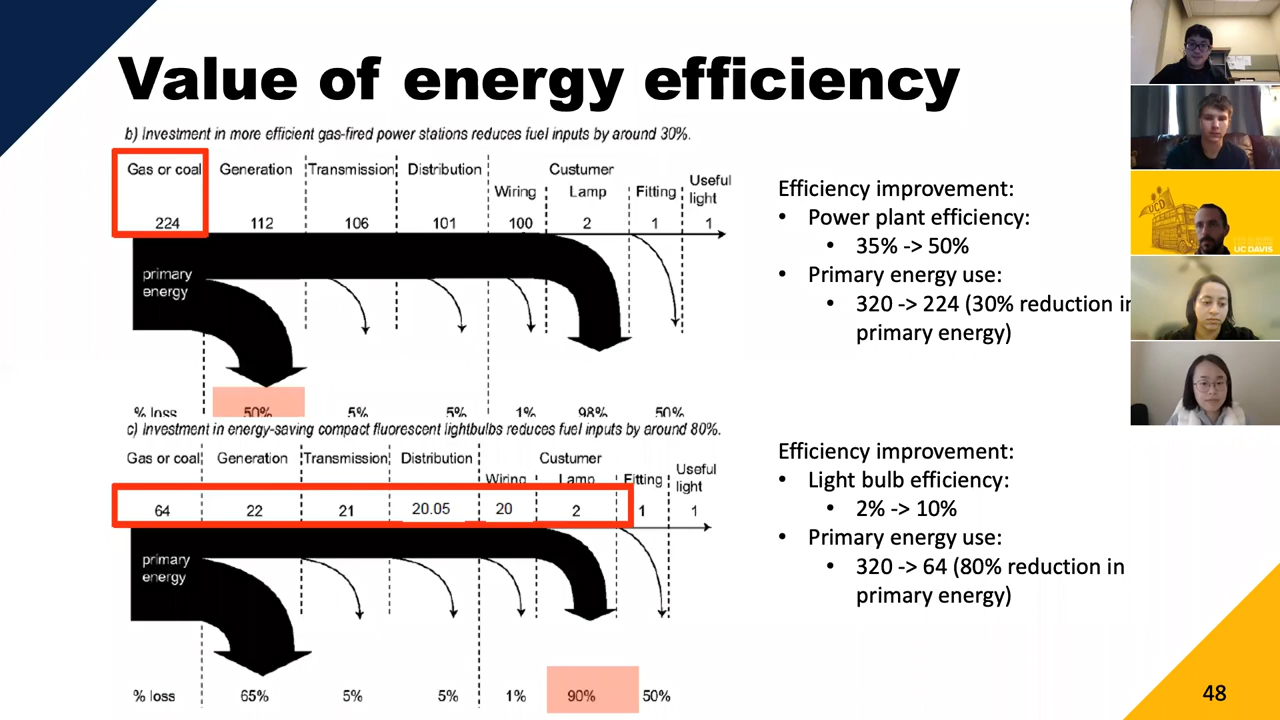 Value of energy efficiency
b) Investment in more efficient gas-fired power stations reduces fuel inputs by around 30%.
Gas or coal Generation Transmission Distribution Custumer
Wiring Lamp Fitting Useful light
224 112 106 101 100 2 1 1
primary
energy
% loss 50% 5% 5% 1% 98% 50%
c) Investment in energy-saving compact fluorescent lightbulbs reduces fuel inputs by around 80%.
Gas or coal Generation Transmission Distribution Custumer
Wiring Lamp Fitting Useful light
64 22 21 20.05 20 2 1 1
primary
energy
% loss 65% 5% 5% 1% 90% 50%
Efficiency improvement:
• Power plant efficiency:
• 35% -> 50%
• Primary energy use:
• 320 -> 224 (30% reduction in
primary energy)
Efficiency improvement:
• Light bulb efficiency:
• 2% -> 10%
• Primary energy use:
• 320 -> 64 (80% reduction in
primary energy)
UCD
UC DAVIS
48